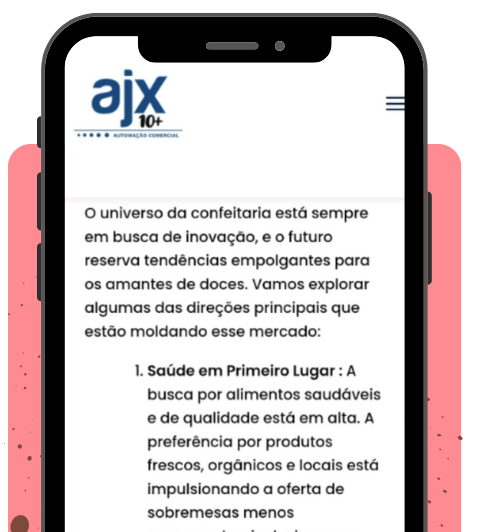 ajx
10+
AUTOMAÇÃO COMERCIAL
O universo da confeitaria está sempre
em busca de inovação, e o futuro
reserva tendências empolgantes para
os amantes de doces. Vamos explorar
algumas das direções principais que
estão moldando esse mercado:
1. Saúde em Primeiro Lugar : A
busca por alimentos saudáveis
e de qualidade está em alta. A
preferência por produtos
frescos, orgânicos e locais está
impulsionando a oferta de
sobremesas menos